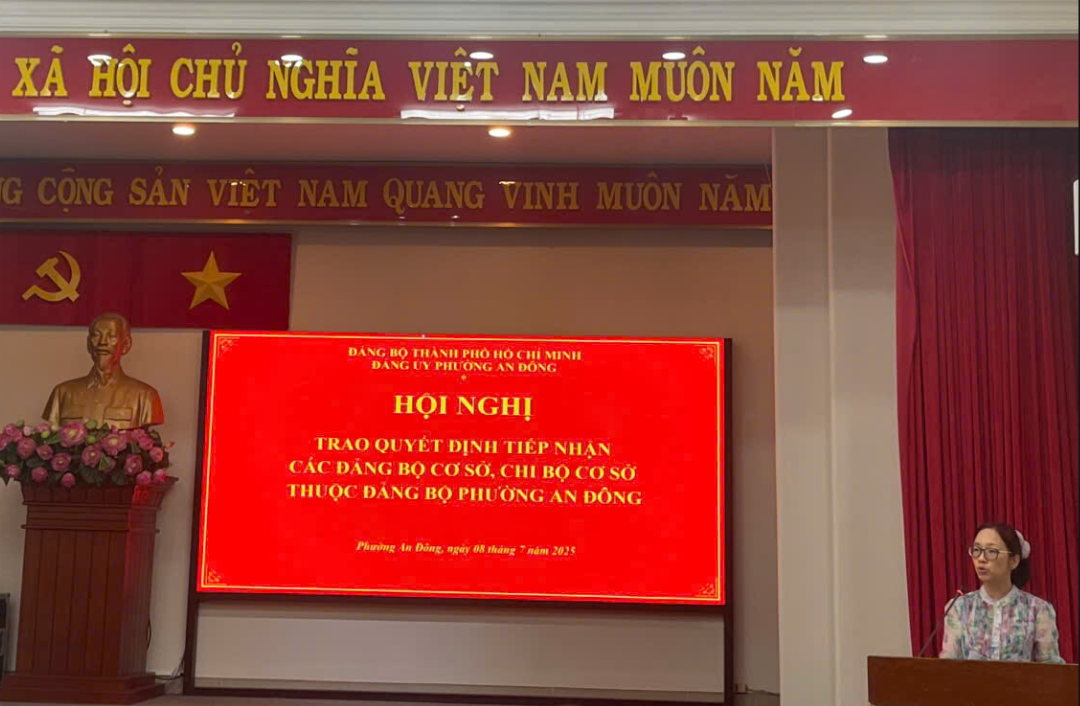 XÃ HỘI CHỦ NGHĨA VIỆT NAM MUÔN NĂM
CỘNG SẢN VIỆT NAM QUANG VINH MUÔN NĂM
ĐẢNG BỘ THÀNH PHỐ HỒ CHÍ MINH
ĐẢNG ỦY PHƯỜNG AN ĐÔNG
HỘI NGHỊ
TRAO QUYẾT ĐỊNH TIẾP NHẬN
CÁC ĐẢNG BỘ CƠ SỞ, CHI BỘ CƠ SỞ
THUỘC ĐẢNG BỘ PHƯỜNG AN ĐÔNG
Phường An Đông, ngày 08 tháng 7 năm 2025